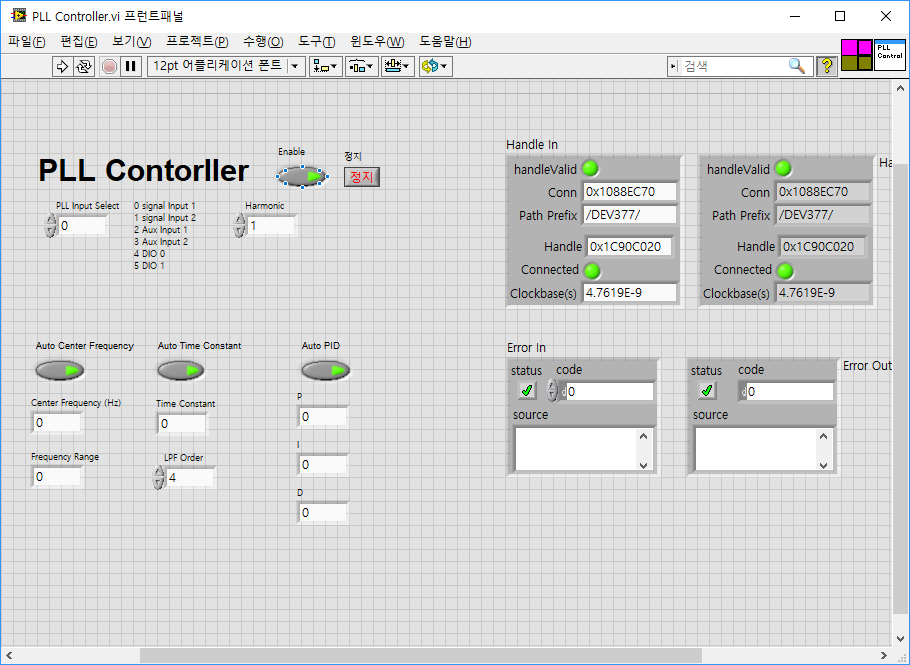 PLL Controller.vi 프런트패널
파일(F) 편집(E) 보기(V) 프로젝트(P) 수행(O) 도구(T) 윈도우(W) 도움말(H)
12pt 어플리케이션 폰트
검색
?
PLL
Control
PLL Contorller
Enable
정지
정지
PLL Input Select
0
0 signal Input 1
1 signal Input 2
2 Aux Input 1
3 Aux Input 2
4 DIO 0
5 DIO 1
Harmonic
1
Handle In
handleValid
Conn 0x1088EC70
Path Prefix /DEV377/
Handle 0x1C90C020
Connected
Clockbase(s) 4.7619E-9
handleValid
Conn 0x1088EC70
Path Prefix /DEV377/
Handle 0x1C90C020
Connected
Clockbase(s) 4.7619E-9
Ha
Auto Center Frequency
Center Frequency (Hz)
0
Frequency Range
0
Auto Time Constant
Time Constant
0
LPF Order
4
Auto PID
P
0
I
0
D
0
Error In
status code
0
source
status code
0
source
Error Out